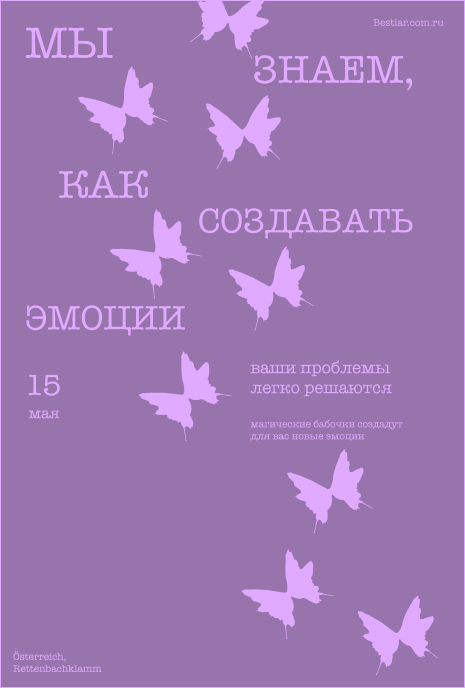 Bestiar.com.ru
МЫ
ЗНАЕМ,
КАК
СОЗДАВАТЬ
ЭМОЦИИ
15
мая
ваши проблемы
легко решаются
магические бабочки создадут
для вас новые эмоции
Österreich,
Rettenbachklamm